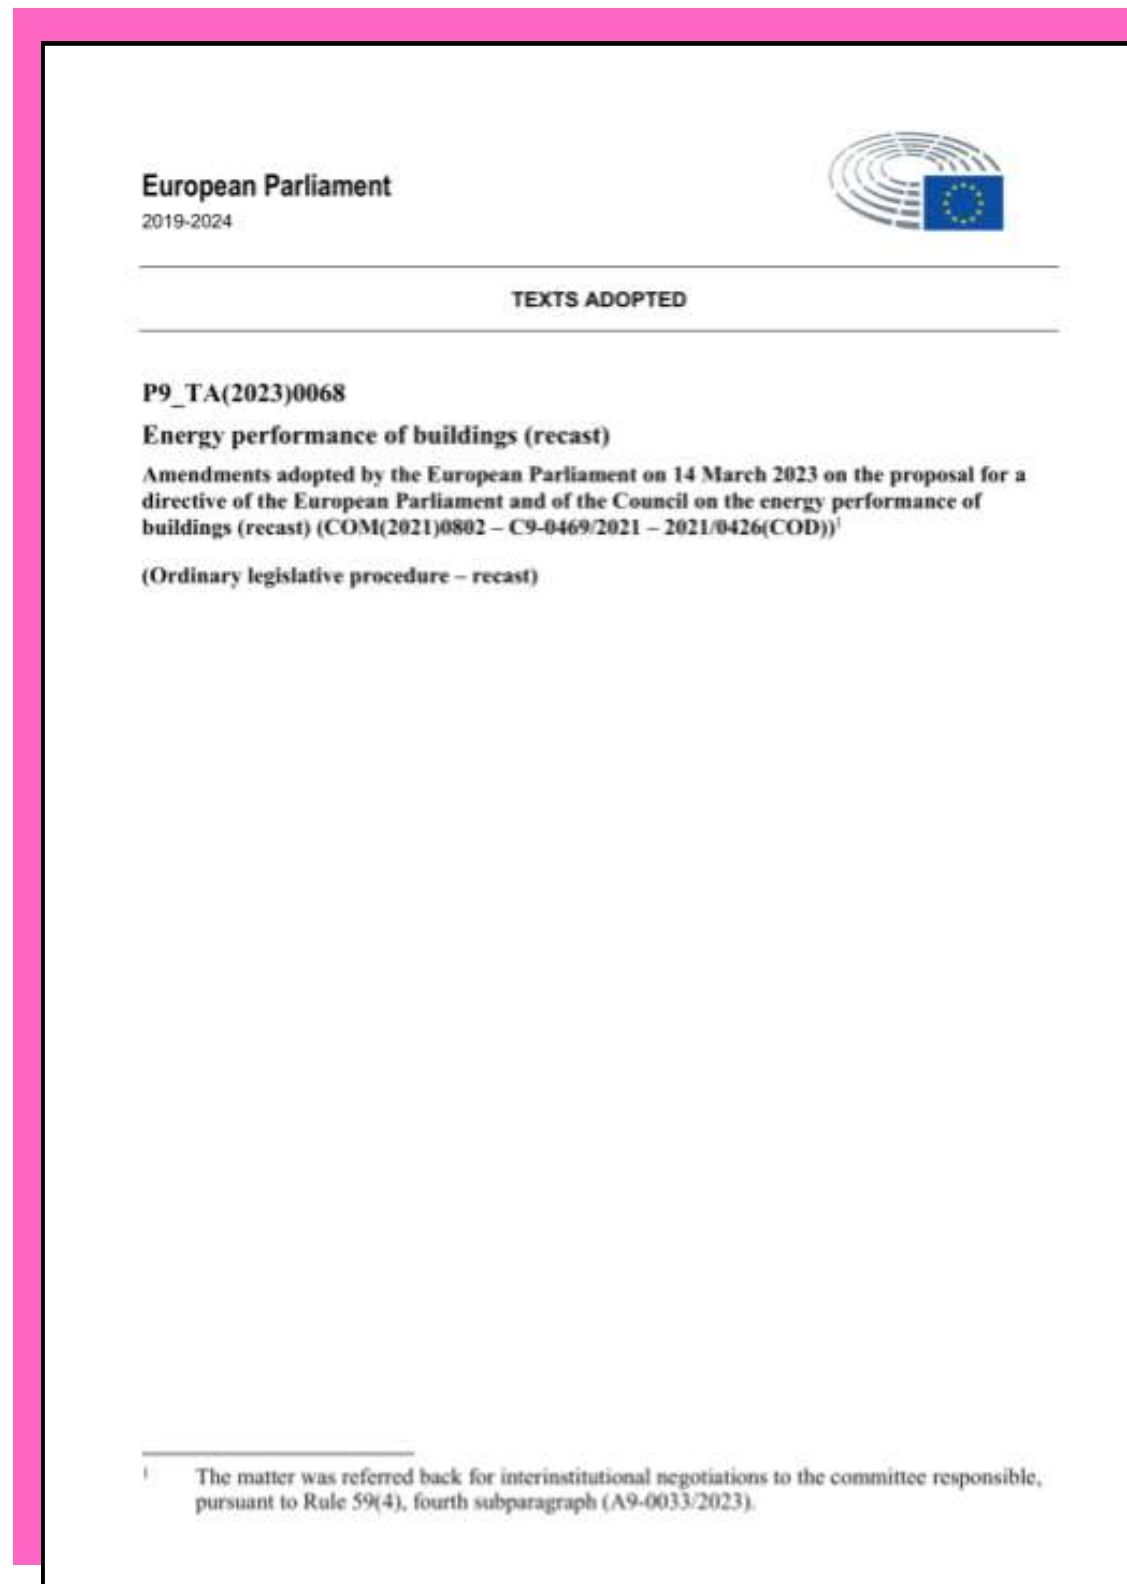 European Parliament
2019-2024
TEXTS ADOPTED
P9_TA(2023)0068
Energy performance of buildings (recast)
Amendments adopted by the European Parliament on 14 March 2023 on the proposal for a
directive of the European Parliament and of the Council on the energy performance of
buildings (recast) (COM(2021)0802 – C9-0469/2021 – 2021/0426(COD))¹
(Ordinary legislative procedure – recast)
¹ The matter was referred back for interinstitutional negotiations to the committee responsible,
pursuant to Rule 59(4), fourth subparagraph (A9-0033/2023).